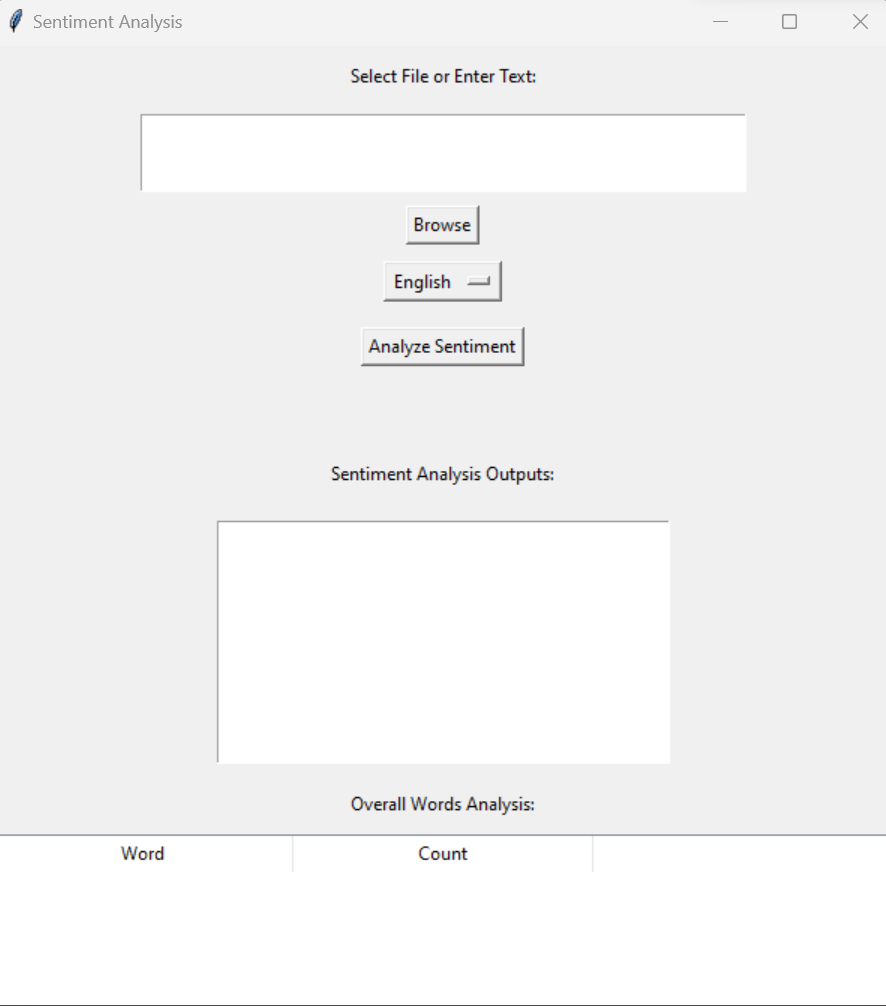 Sentiment Analysis
Select File or Enter Text:
Browse
English
Analyze Sentiment
Sentiment Analysis Outputs:
Overall Words Analysis:
Word Count